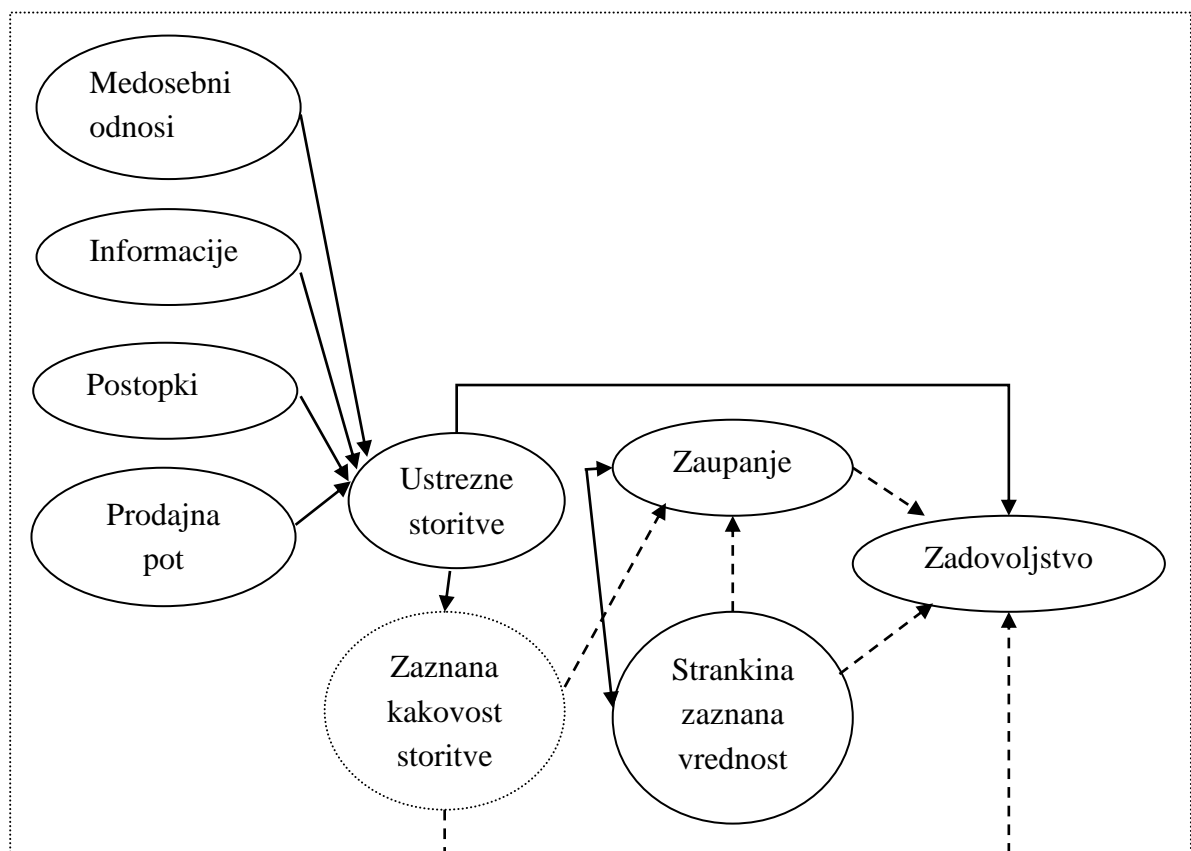 Medosebni
odnosi
Informacije
Postopki
Prodajna
pot
Ustrezne
storitve
Zaupanje
Zadovoljstvo
Zaznana
kakovost
storitve
Strankina
zaznana
vrednost